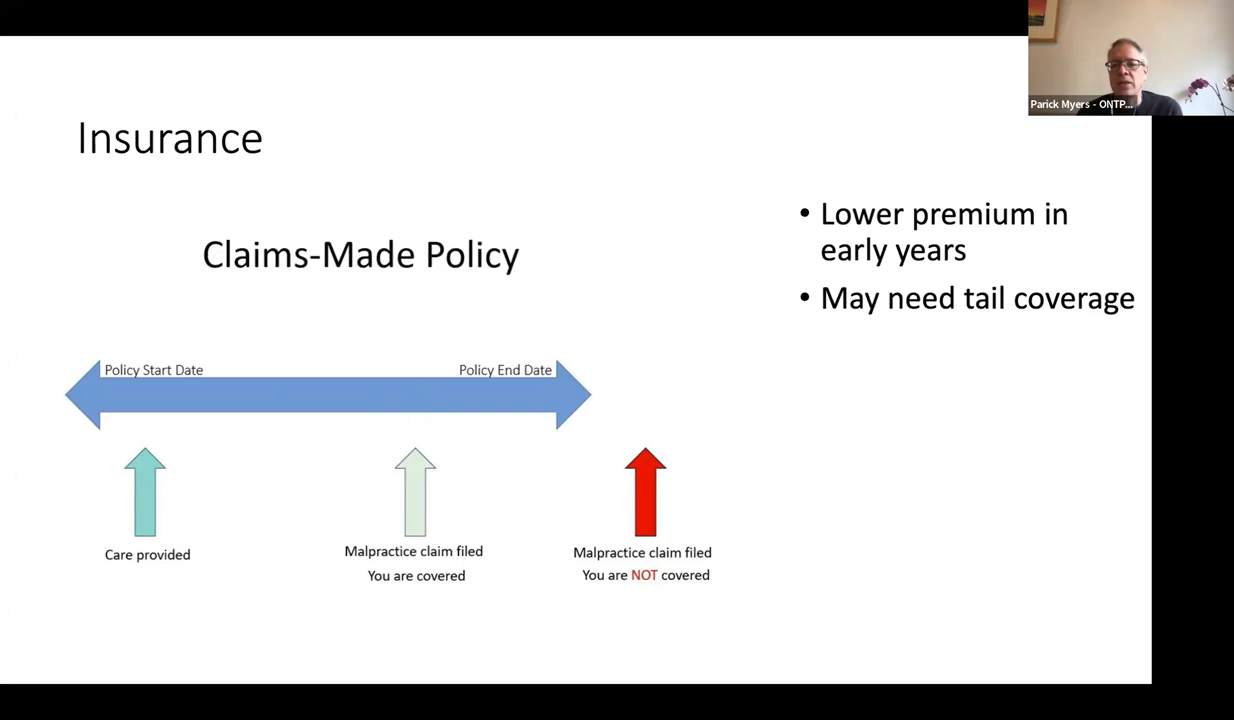 Parick Myers - ONTP...
Insurance
Claims-Made Policy
• Lower premium in
early years
• May need tail coverage
Policy Start Date
Policy End Date
Care provided
Malpractice claim filed
You are covered
Malpractice claim filed
You are NOT covered